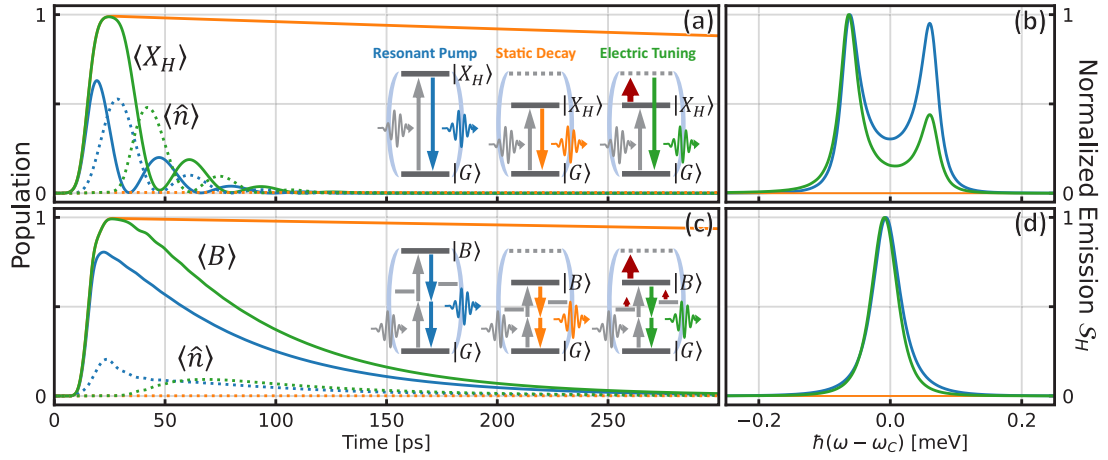 1
0
Population
⟨X_H⟩
⟨n̂⟩
(a)
Resonant Pump
Static Decay
Electric Tuning
|X_H⟩
|G⟩
|X_H⟩
|G⟩
|X_H⟩
|G⟩
(b)
1
0
Normalized Emission 𝒮_H
1
0
⟨B⟩
⟨n̂⟩
(c)
|B⟩
|G⟩
|B⟩
|G⟩
|B⟩
|G⟩
(d)
1
0
0 50 100 150 200 250
Time [ps]
−0.2 0.0 0.2
ħ(ω − ω_C) [meV]